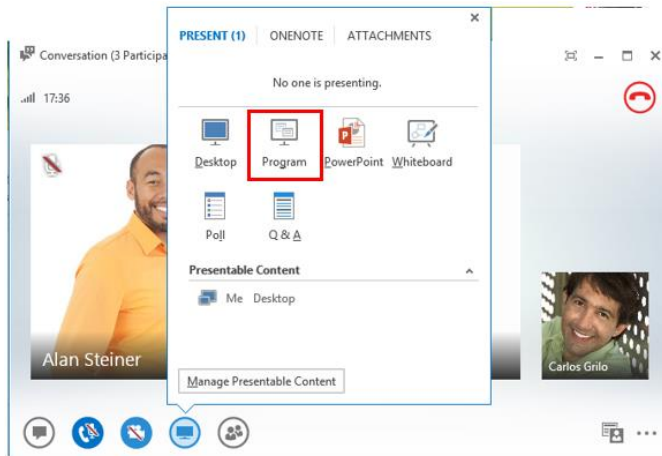 PRESENT (1) ONENOTE ATTACHMENTS
Conversation (3 Participa
No one is presenting.
17:36
Desktop Program PowerPoint Whiteboard
Poll Q & A
Presentable Content
Me Desktop
Alan Steiner
Carlos Grilo
Manage Presentable Content